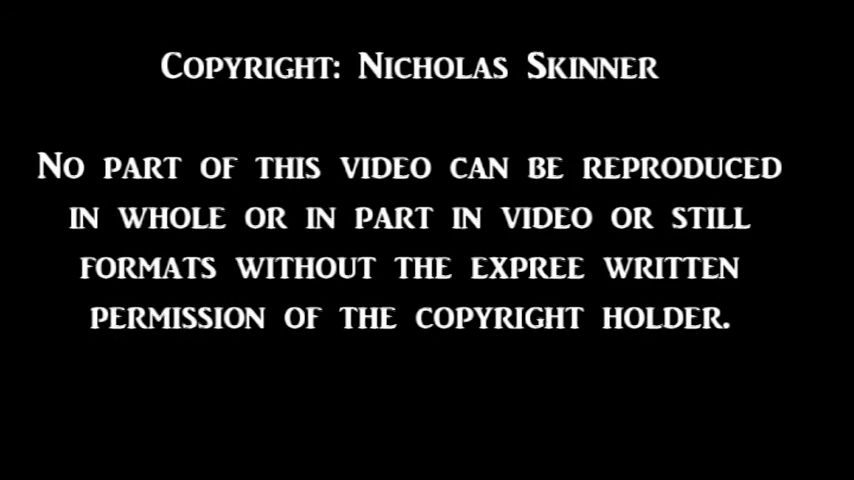 Copyright: Nicholas Skinner
No part of this video can be reproduced
in whole or in part in video or still
formats without the expree written
permission of the copyright holder.